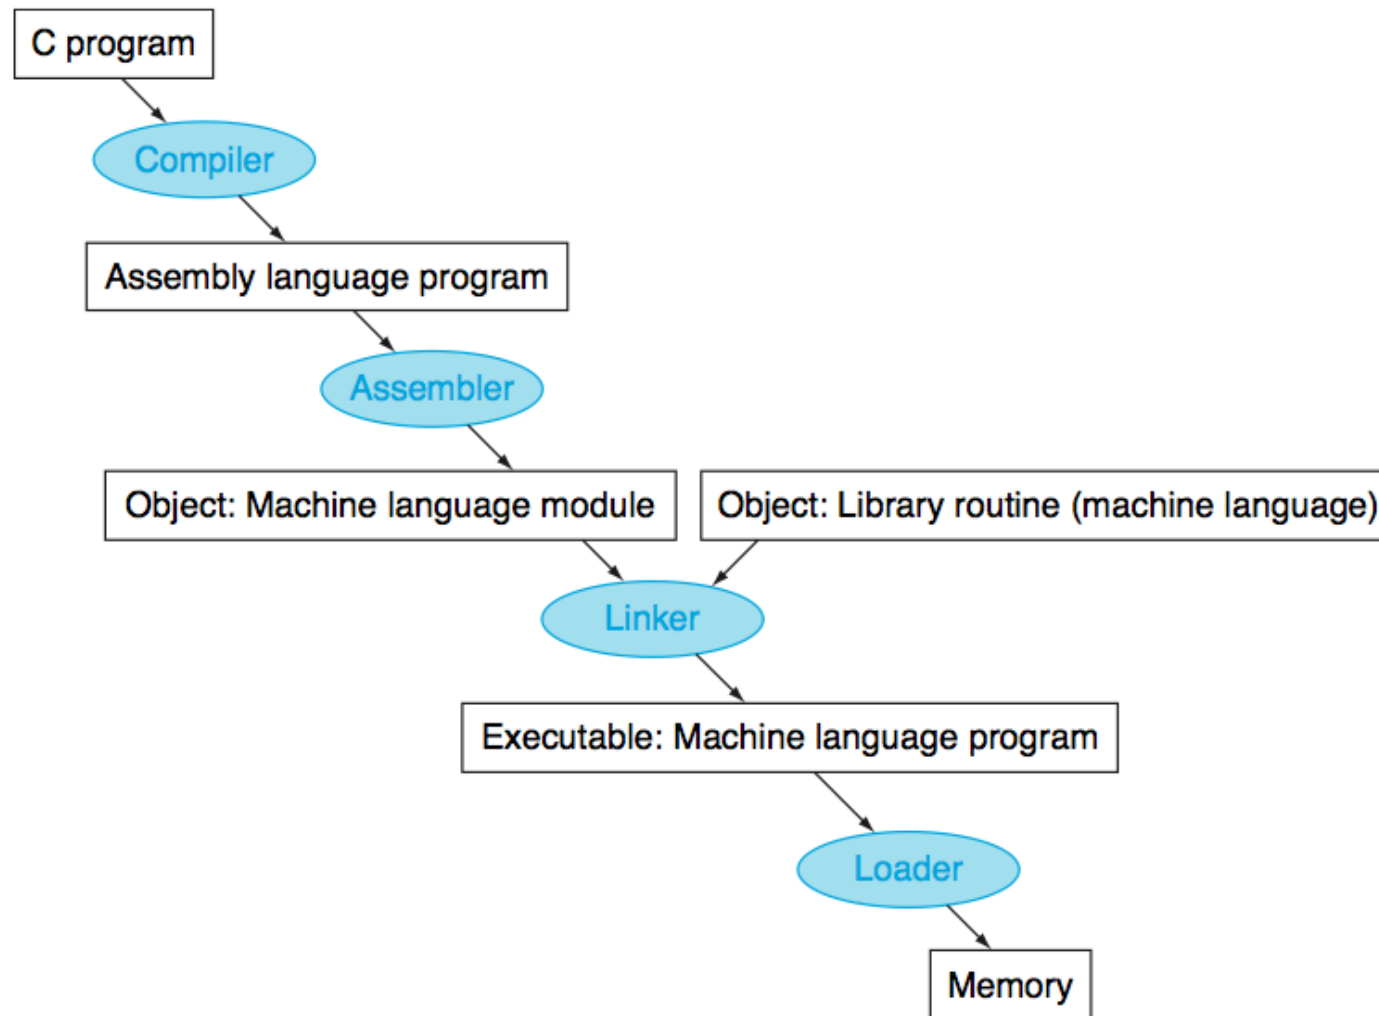 C program
Compiler
Assembly language program
Assembler
Object: Machine language module
Object: Library routine (machine language)
Linker
Executable: Machine language program
Loader
Memory